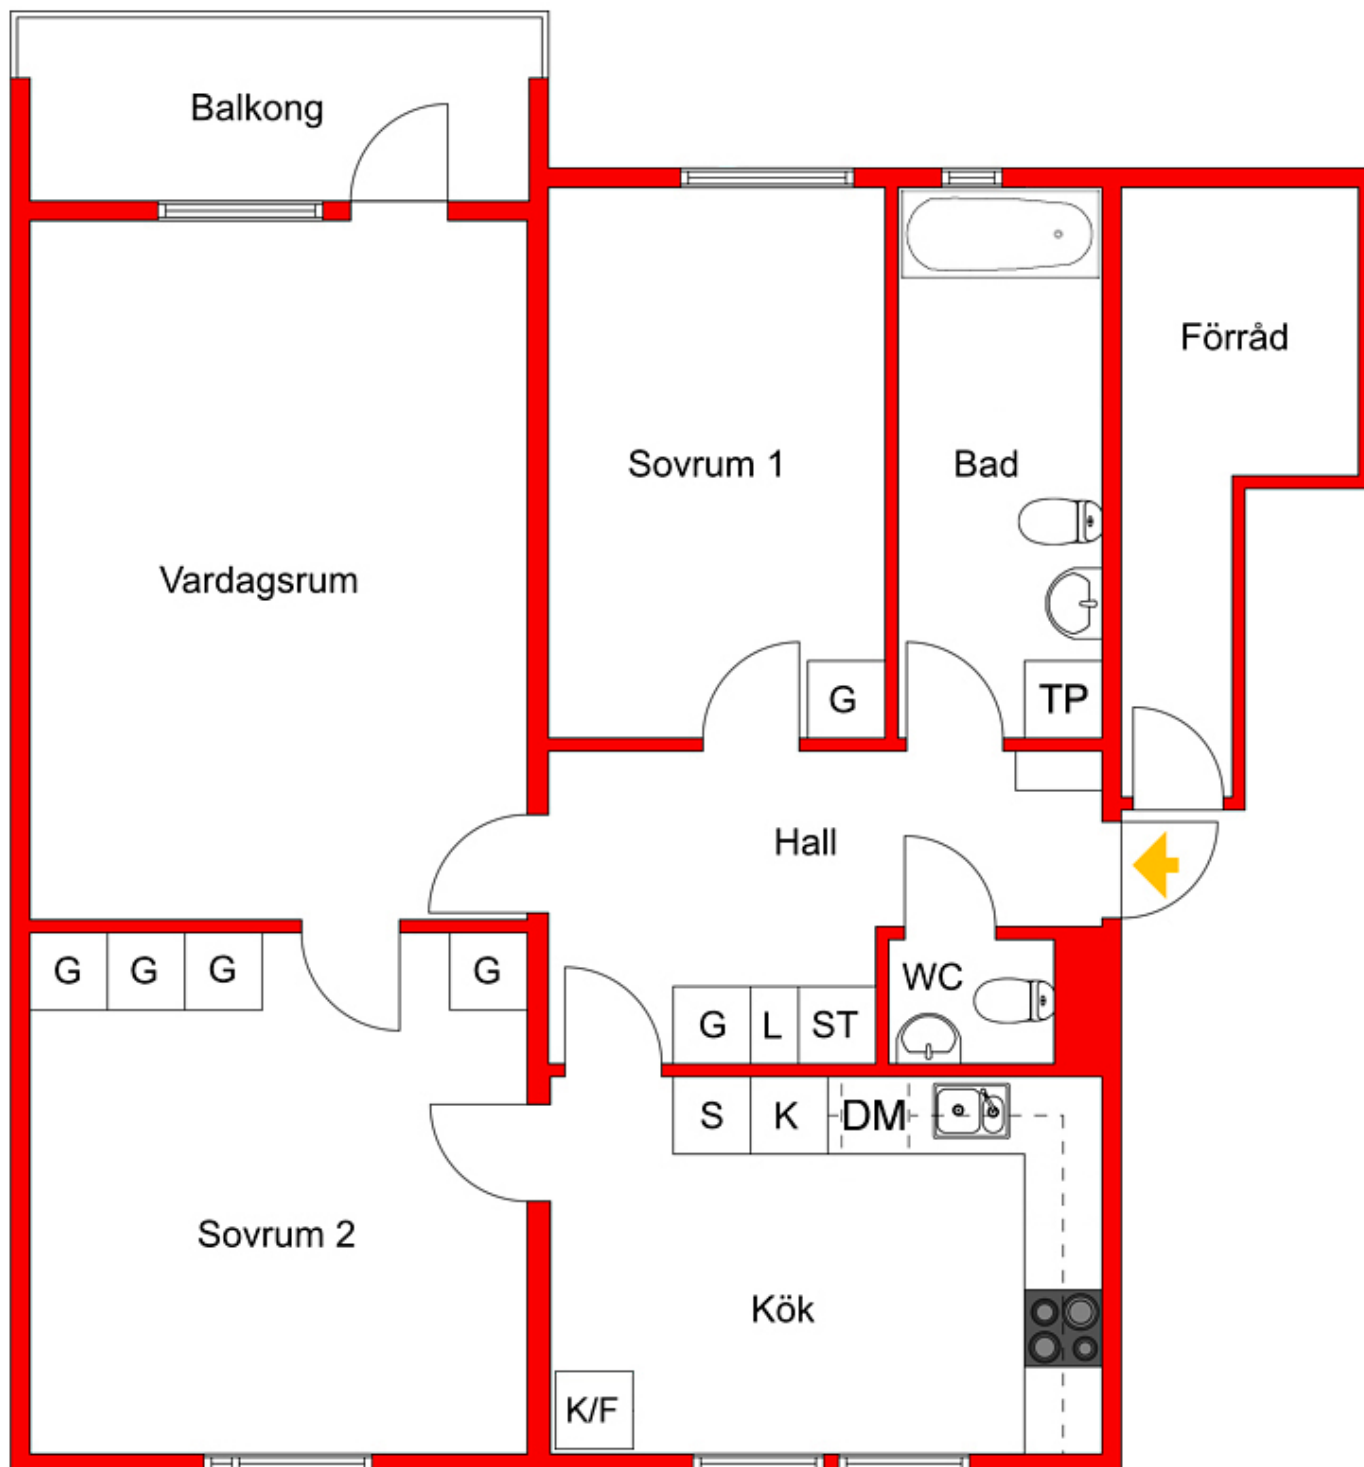 Balkong
Förråd
Sovrum 1
Bad
Vardagsrum
G
TP
Hall
G
G
G
G
WC
G
L
ST
S
K
DM
Sovrum 2
Kök
K/F